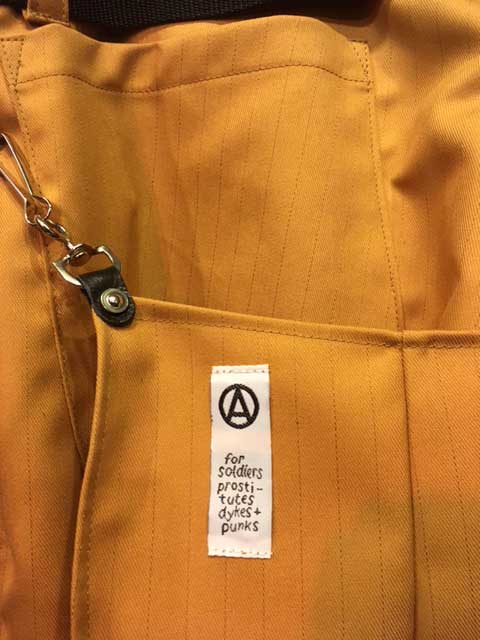 Ⓐ
for
soldiers
prosti-
tutes
dykes+
punks